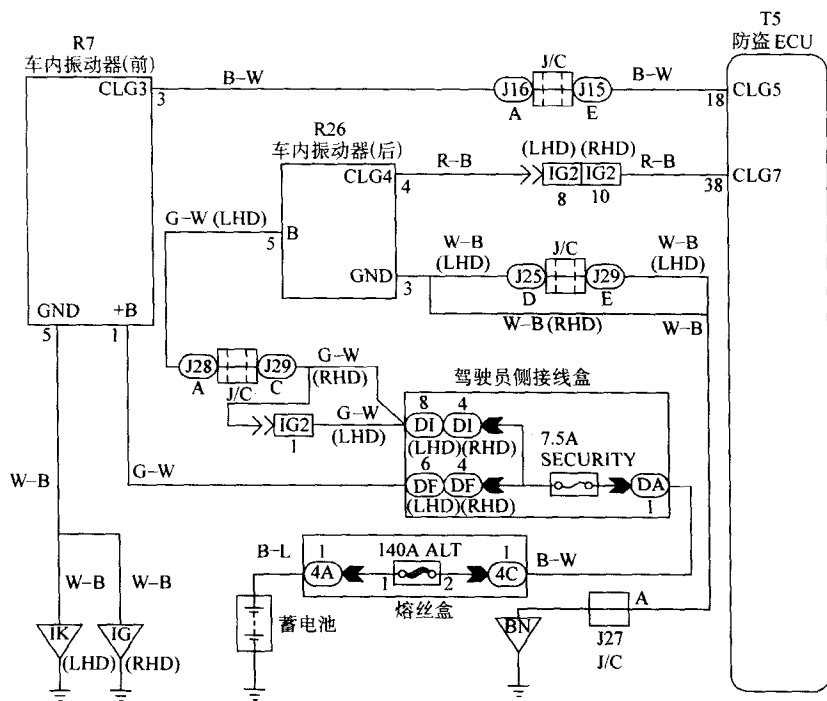 T5
防盗 ECU
R7
车内振动器(前)
J/C
CLG3
3
B-W
J16
J15
B-W
18
CLG5
A
E
R26
车内振动器(后)
(LHD) (RHD)
CLG4
4
R-B
IG2
IG2
R-B
38
CLG7
8
10
G-W (LHD)
5
B
W-B
(LHD)
J/C
W-B
(LHD)
GND
3
J25
J29
D
E
W-B (RHD)
W-B
GND
+B
5
1
J28
J29
G-W
(RHD)
A
J/C
C
驾驶员侧接线盒
IG2
1
G-W
(LHD)
8
4
DI
DI
(LHD)(RHD)
7.5A
SECURITY
W-B
G-W
6
4
DF
DF
(LHD)(RHD)
DA
1
B-L
1
140A ALT
1
B-W
4A
1
2
4C
熔丝盒
W-B
W-B
蓄电池
BN
A
J27
J/C
IK
(LHD)
IG
(RHD)